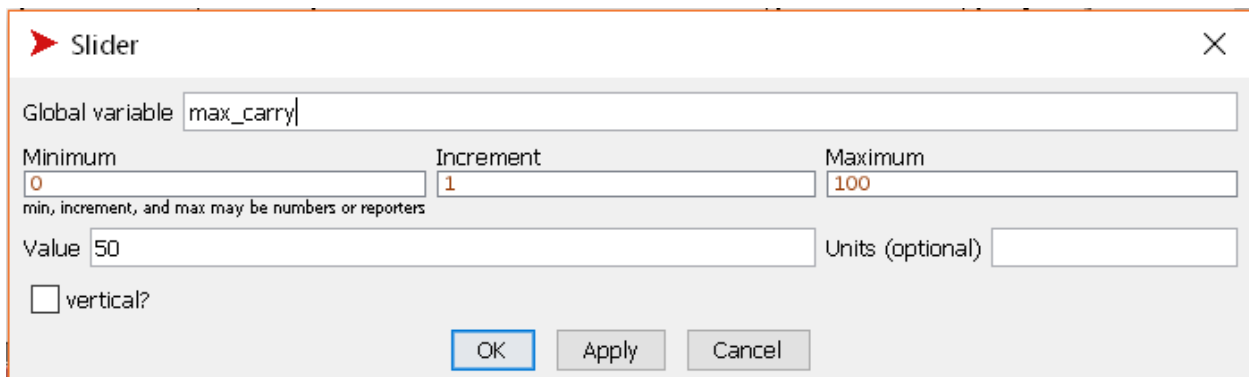 Slider
Global variable max_carry
Minimum Increment Maximum
0 1 100
min, increment, and max may be numbers or reporters
Value 50 Units (optional)
vertical?
OK Apply Cancel